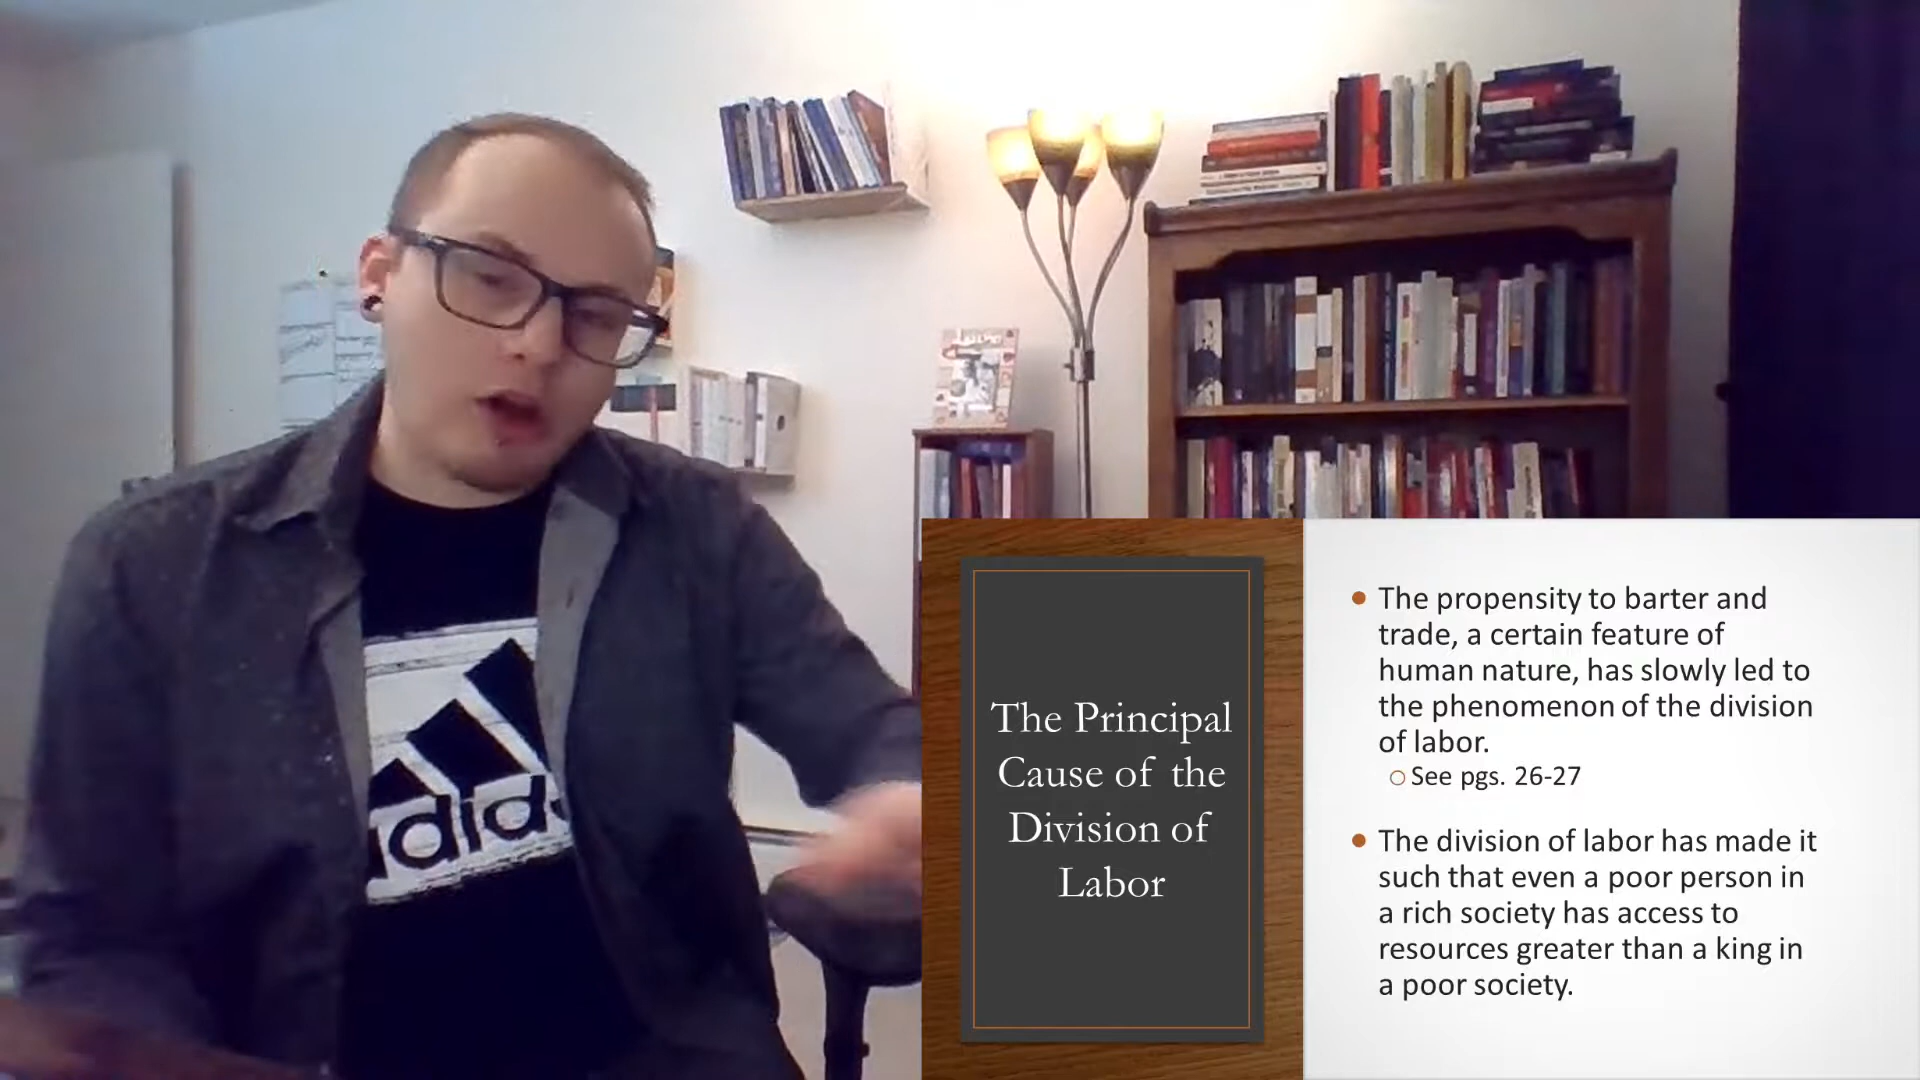 adidas
The Principal
Cause of the
Division of
Labor
The propensity to barter and
trade, a certain feature of
human nature, has slowly led to
the phenomenon of the division
of labor.
See pgs. 26-27
The division of labor has made it
such that even a poor person in
a rich society has access to
resources greater than a king in
a poor society.